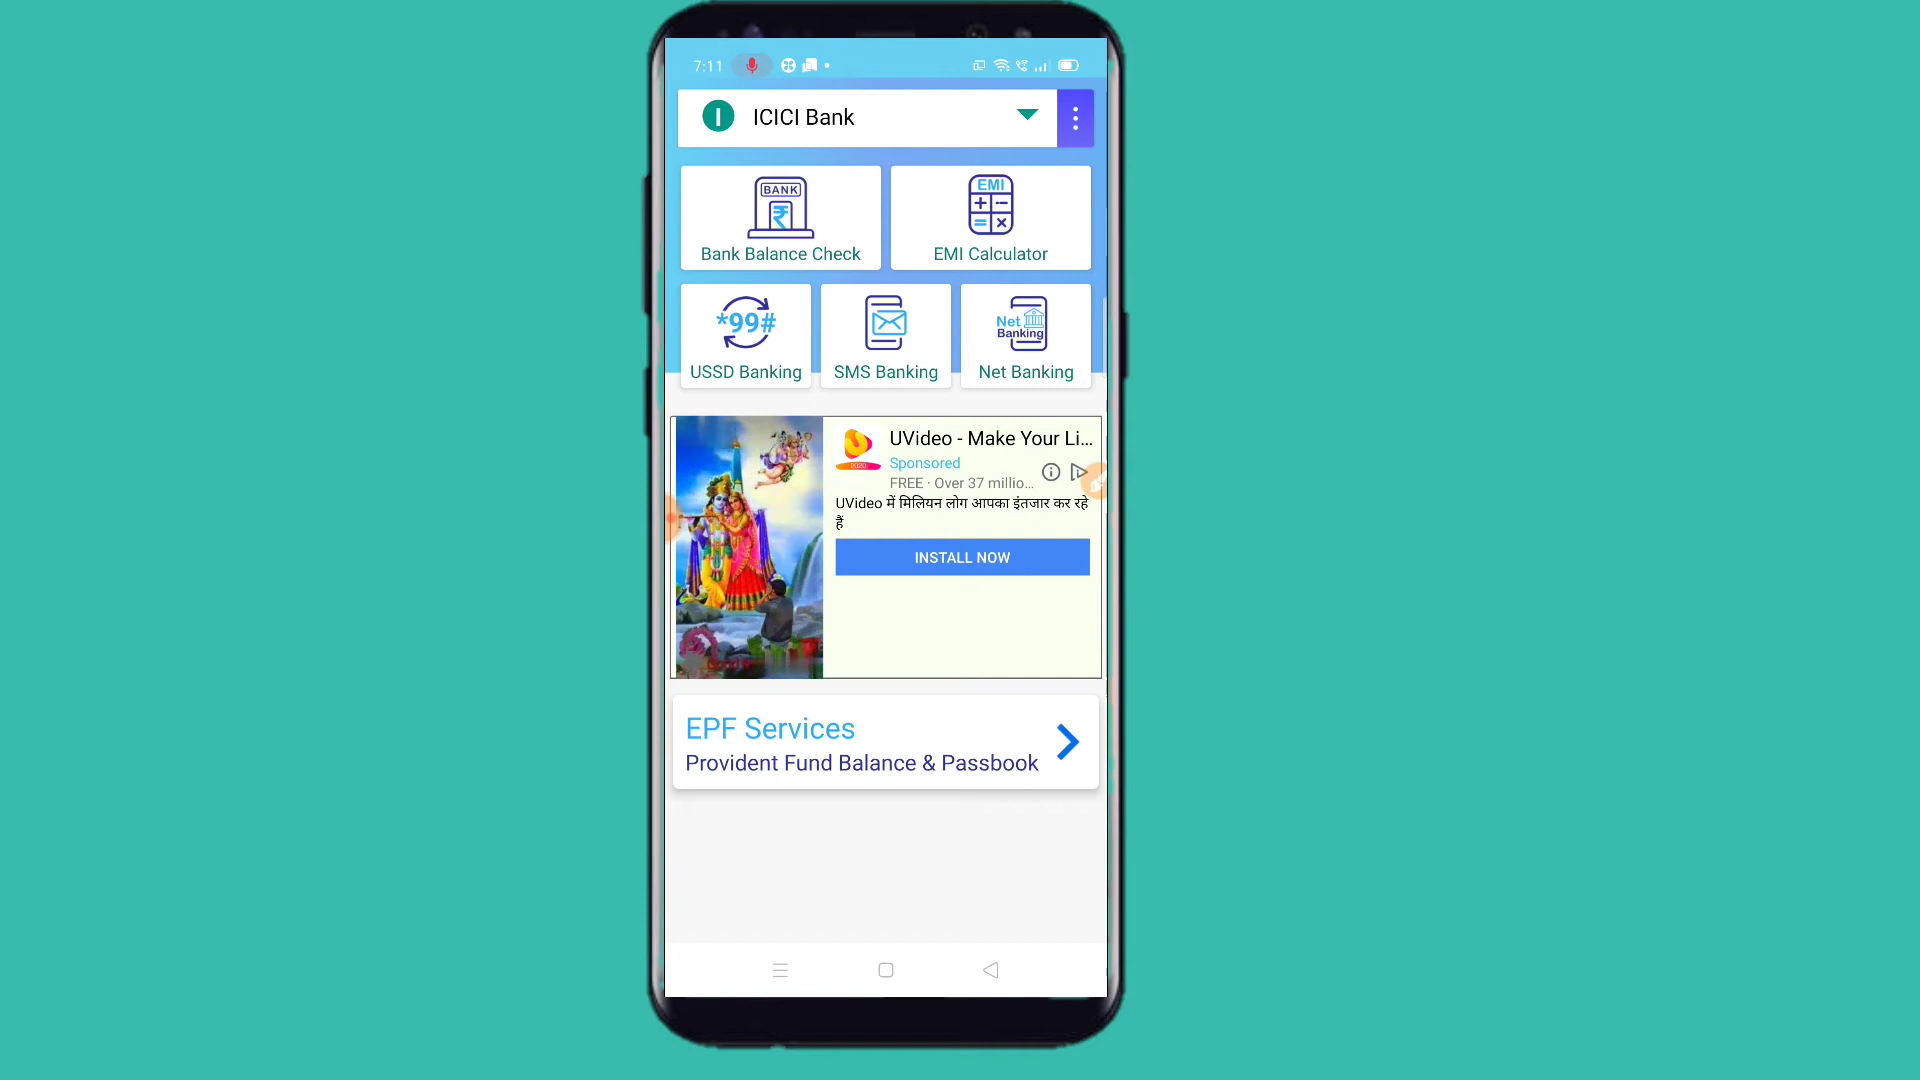 7:11
I ICICI Bank
BANK
Bank Balance Check
EMI
EMI Calculator
*99#
USSD Banking
SMS Banking
Net
Banking
Net Banking
UVideo - Make Your Li...
2020
Sponsored
FREE · Over 37 millio...
UVideo में मिलियन लोग आपका इंतजार कर रहे
हैं
INSTALL NOW
EPF Services
Provident Fund Balance & Passbook